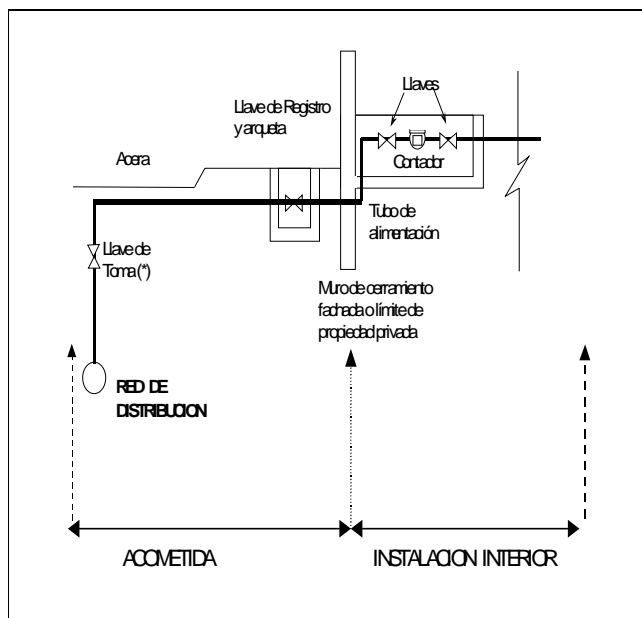 Llaves
Llave de Registro
y arqueta
Acera
Contador
Tubo de
alimentación
Llave de
Toma (*)
Muro de cerramiento
fachada o límite de
propiedad privada
RED DE
DISTRIBUCION
ACOMETIDA
INSTALACION INTERIOR